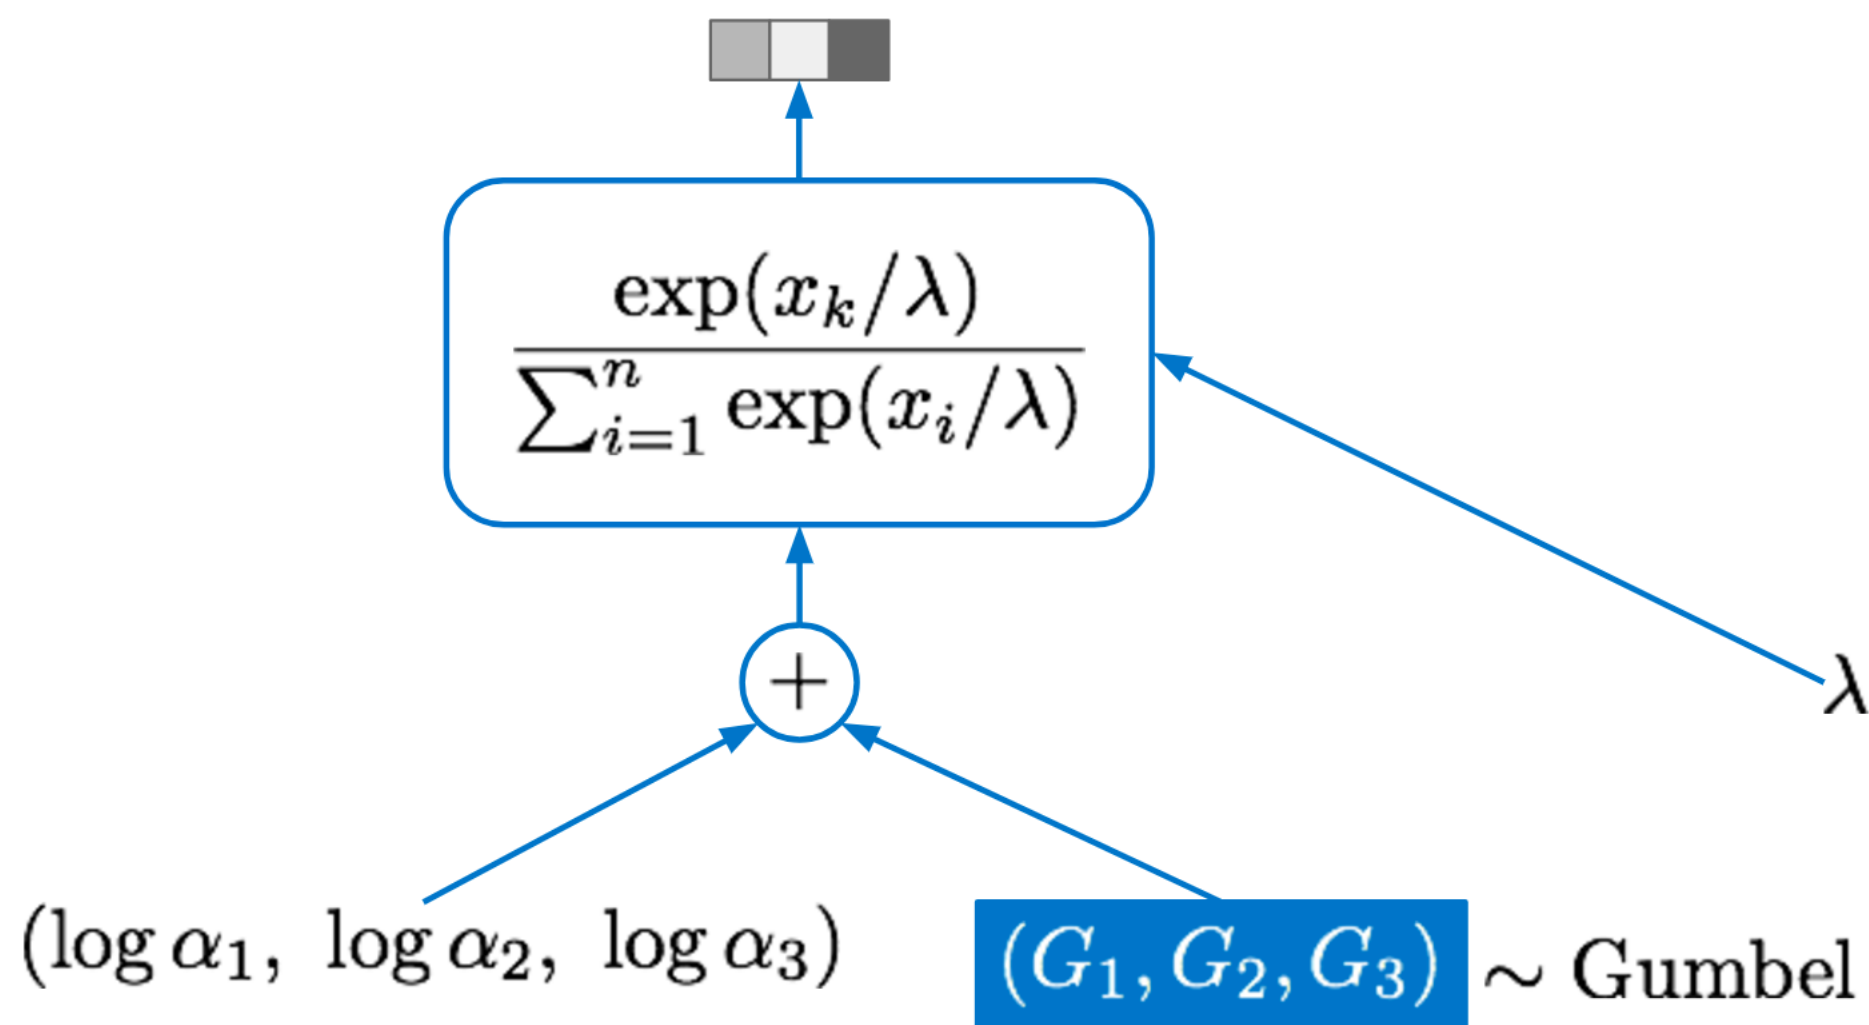 exp(x_k/λ)
∑_{i=1}^{n} exp(x_i/λ)
+
λ
(log α_1, log α_2, log α_3)
(G_1, G_2, G_3) ∼ Gumbel